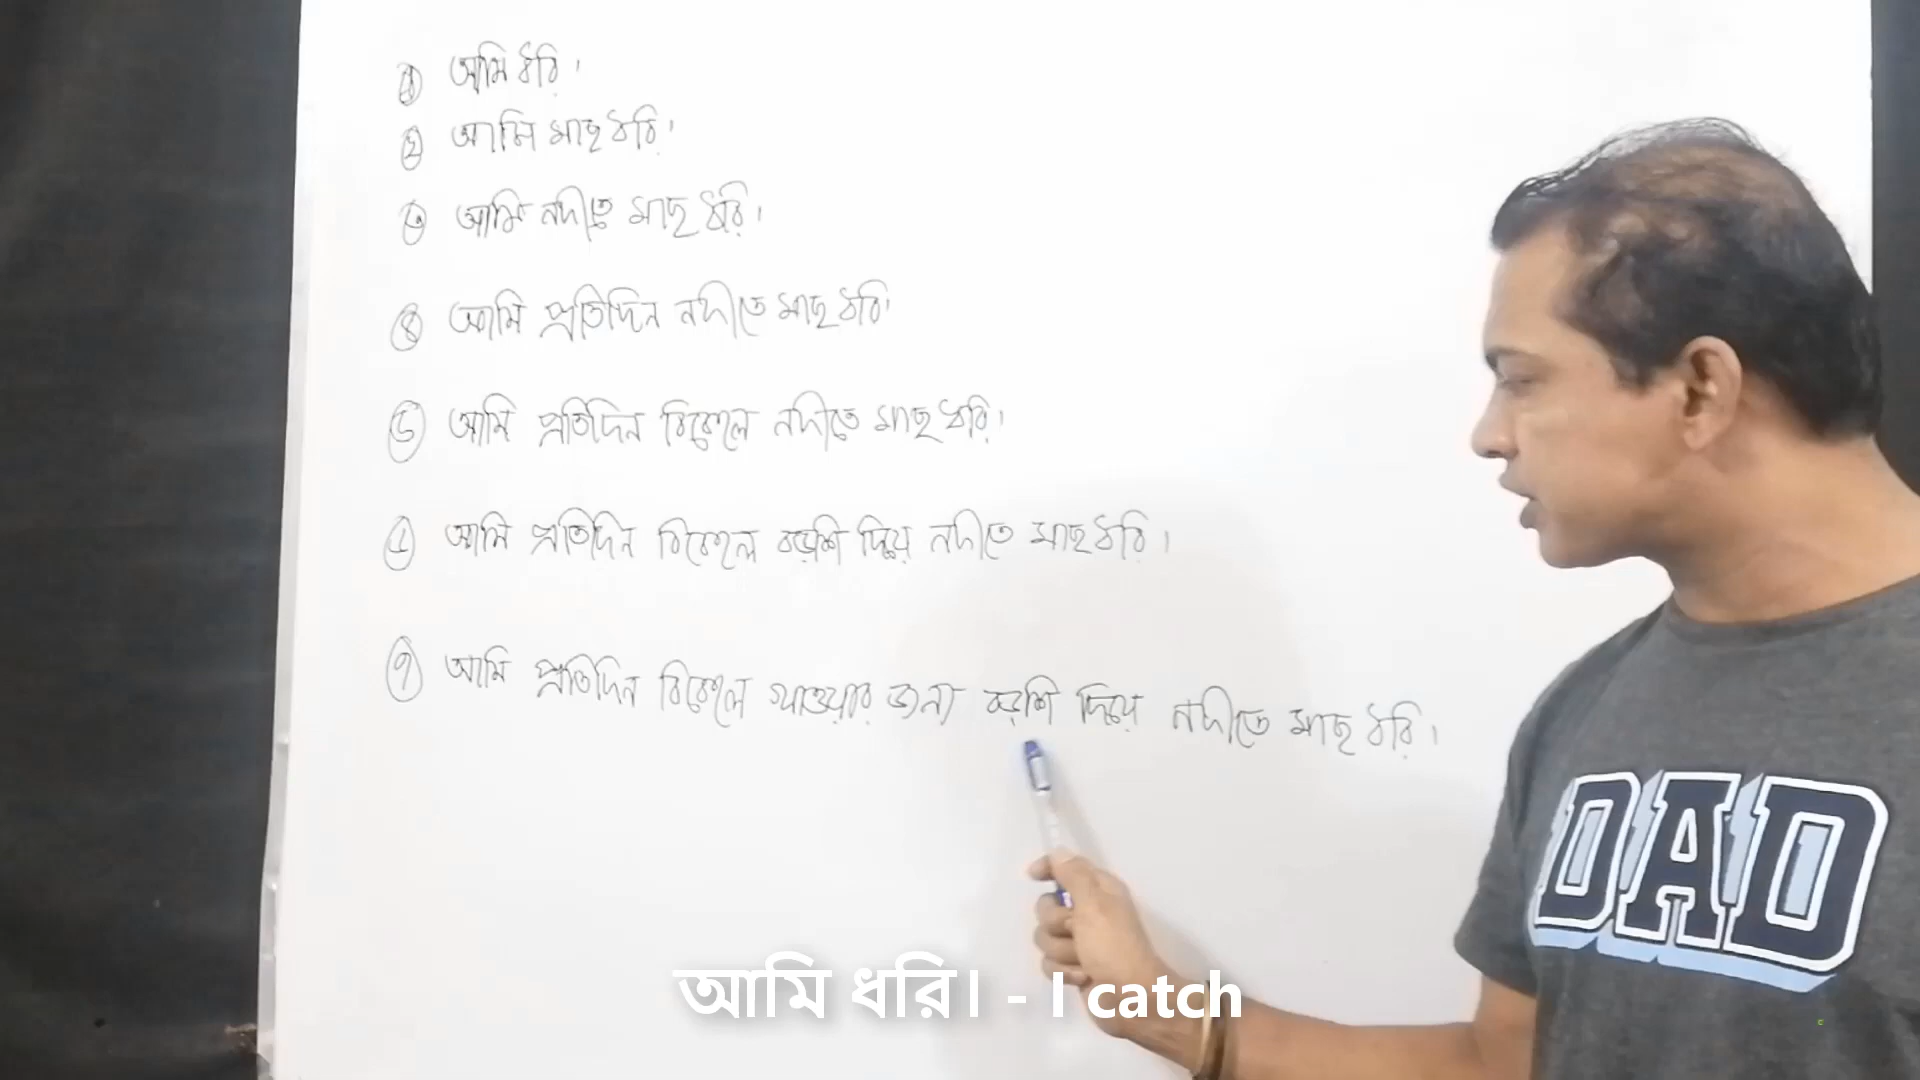 ১ আমি ধরি।
২ আমি মাছ ধরি।
৩ আমি নদীতে মাছ ধরি।
৪ আমি প্রতিদিন নদীতে মাছ ধরি।
৫ আমি প্রতিদিন বিকেলে নদীতে মাছ ধরি।
৬ আমি প্রতিদিন বিকেলে বড়শি দিয়ে নদীতে মাছ ধরি।
৭ আমি প্রতিদিন বিকেলে খাওয়ার জন্য বড়শি দিয়ে নদীতে মাছ ধরি।
DAD
আমি ধরি। - I catch